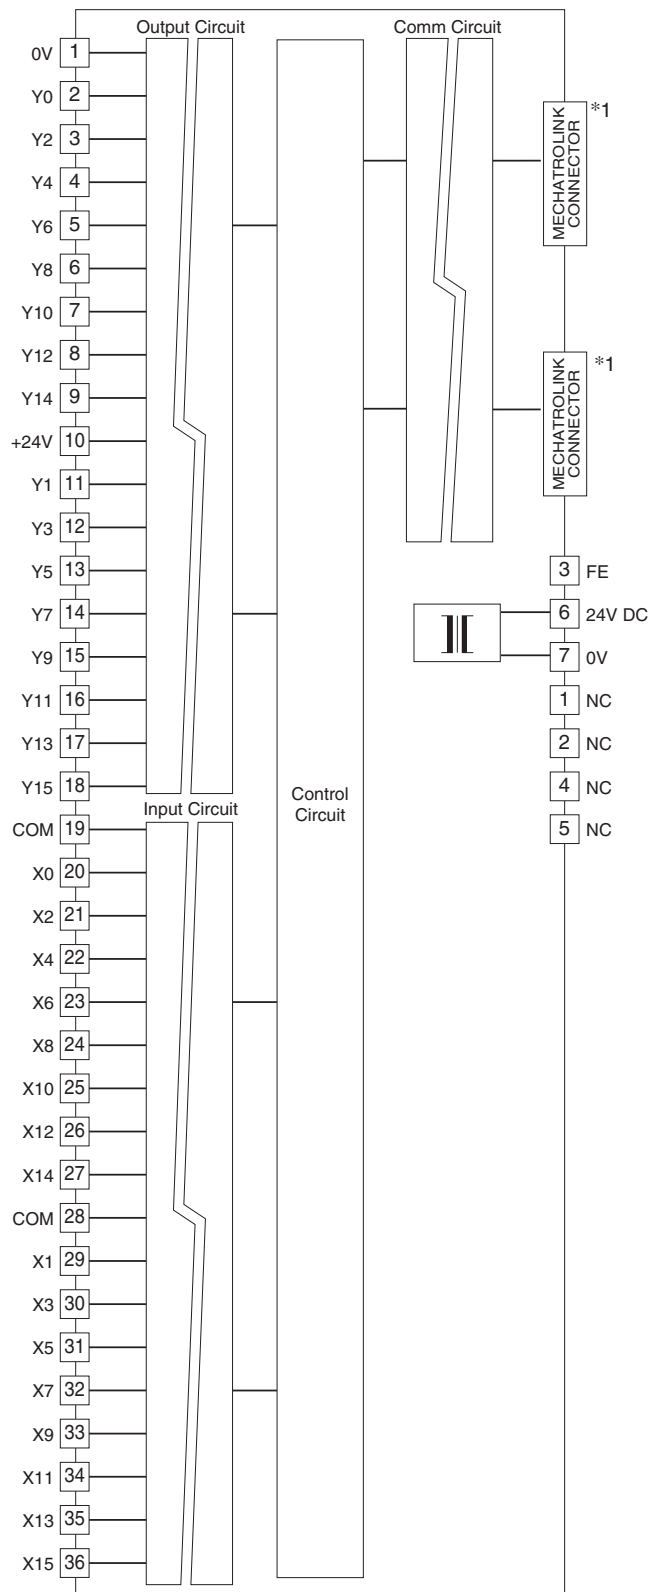 Output Circuit
Comm Circuit
0V 1
Y0 2
Y2 3
Y4 4
Y6 5
Y8 6
Y10 7
Y12 8
Y14 9
+24V 10
Y1 11
Y3 12
Y5 13
Y7 14
Y9 15
Y11 16
Y13 17
Y15 18
Input Circuit
COM 19
X0 20
X2 21
X4 22
X6 23
X8 24
X10 25
X12 26
X14 27
COM 28
X1 29
X3 30
X5 31
X7 32
X9 33
X11 34
X13 35
X15 36
Control
Circuit
MECHATROLINK
CONNECTOR
*1
MECHATROLINK
CONNECTOR
*1
3 FE
6 24V DC
7 0V
1 NC
2 NC
4 NC
5 NC